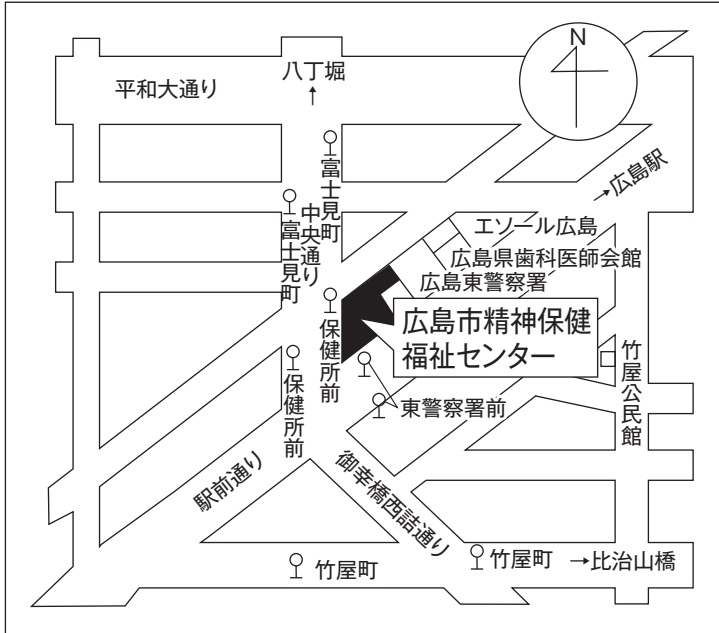 N
平和大通り
八丁堀
↑
富士見町
中央通り
富士見町
→広島駅
エソール広島
広島県歯科医師会館
広島東警察署
広島市精神保健
福祉センター
保健所前
保健所前
東警察署前
竹屋公民館
駅前通り
御幸橋西詰通り
竹屋町
竹屋町
→比治山橋